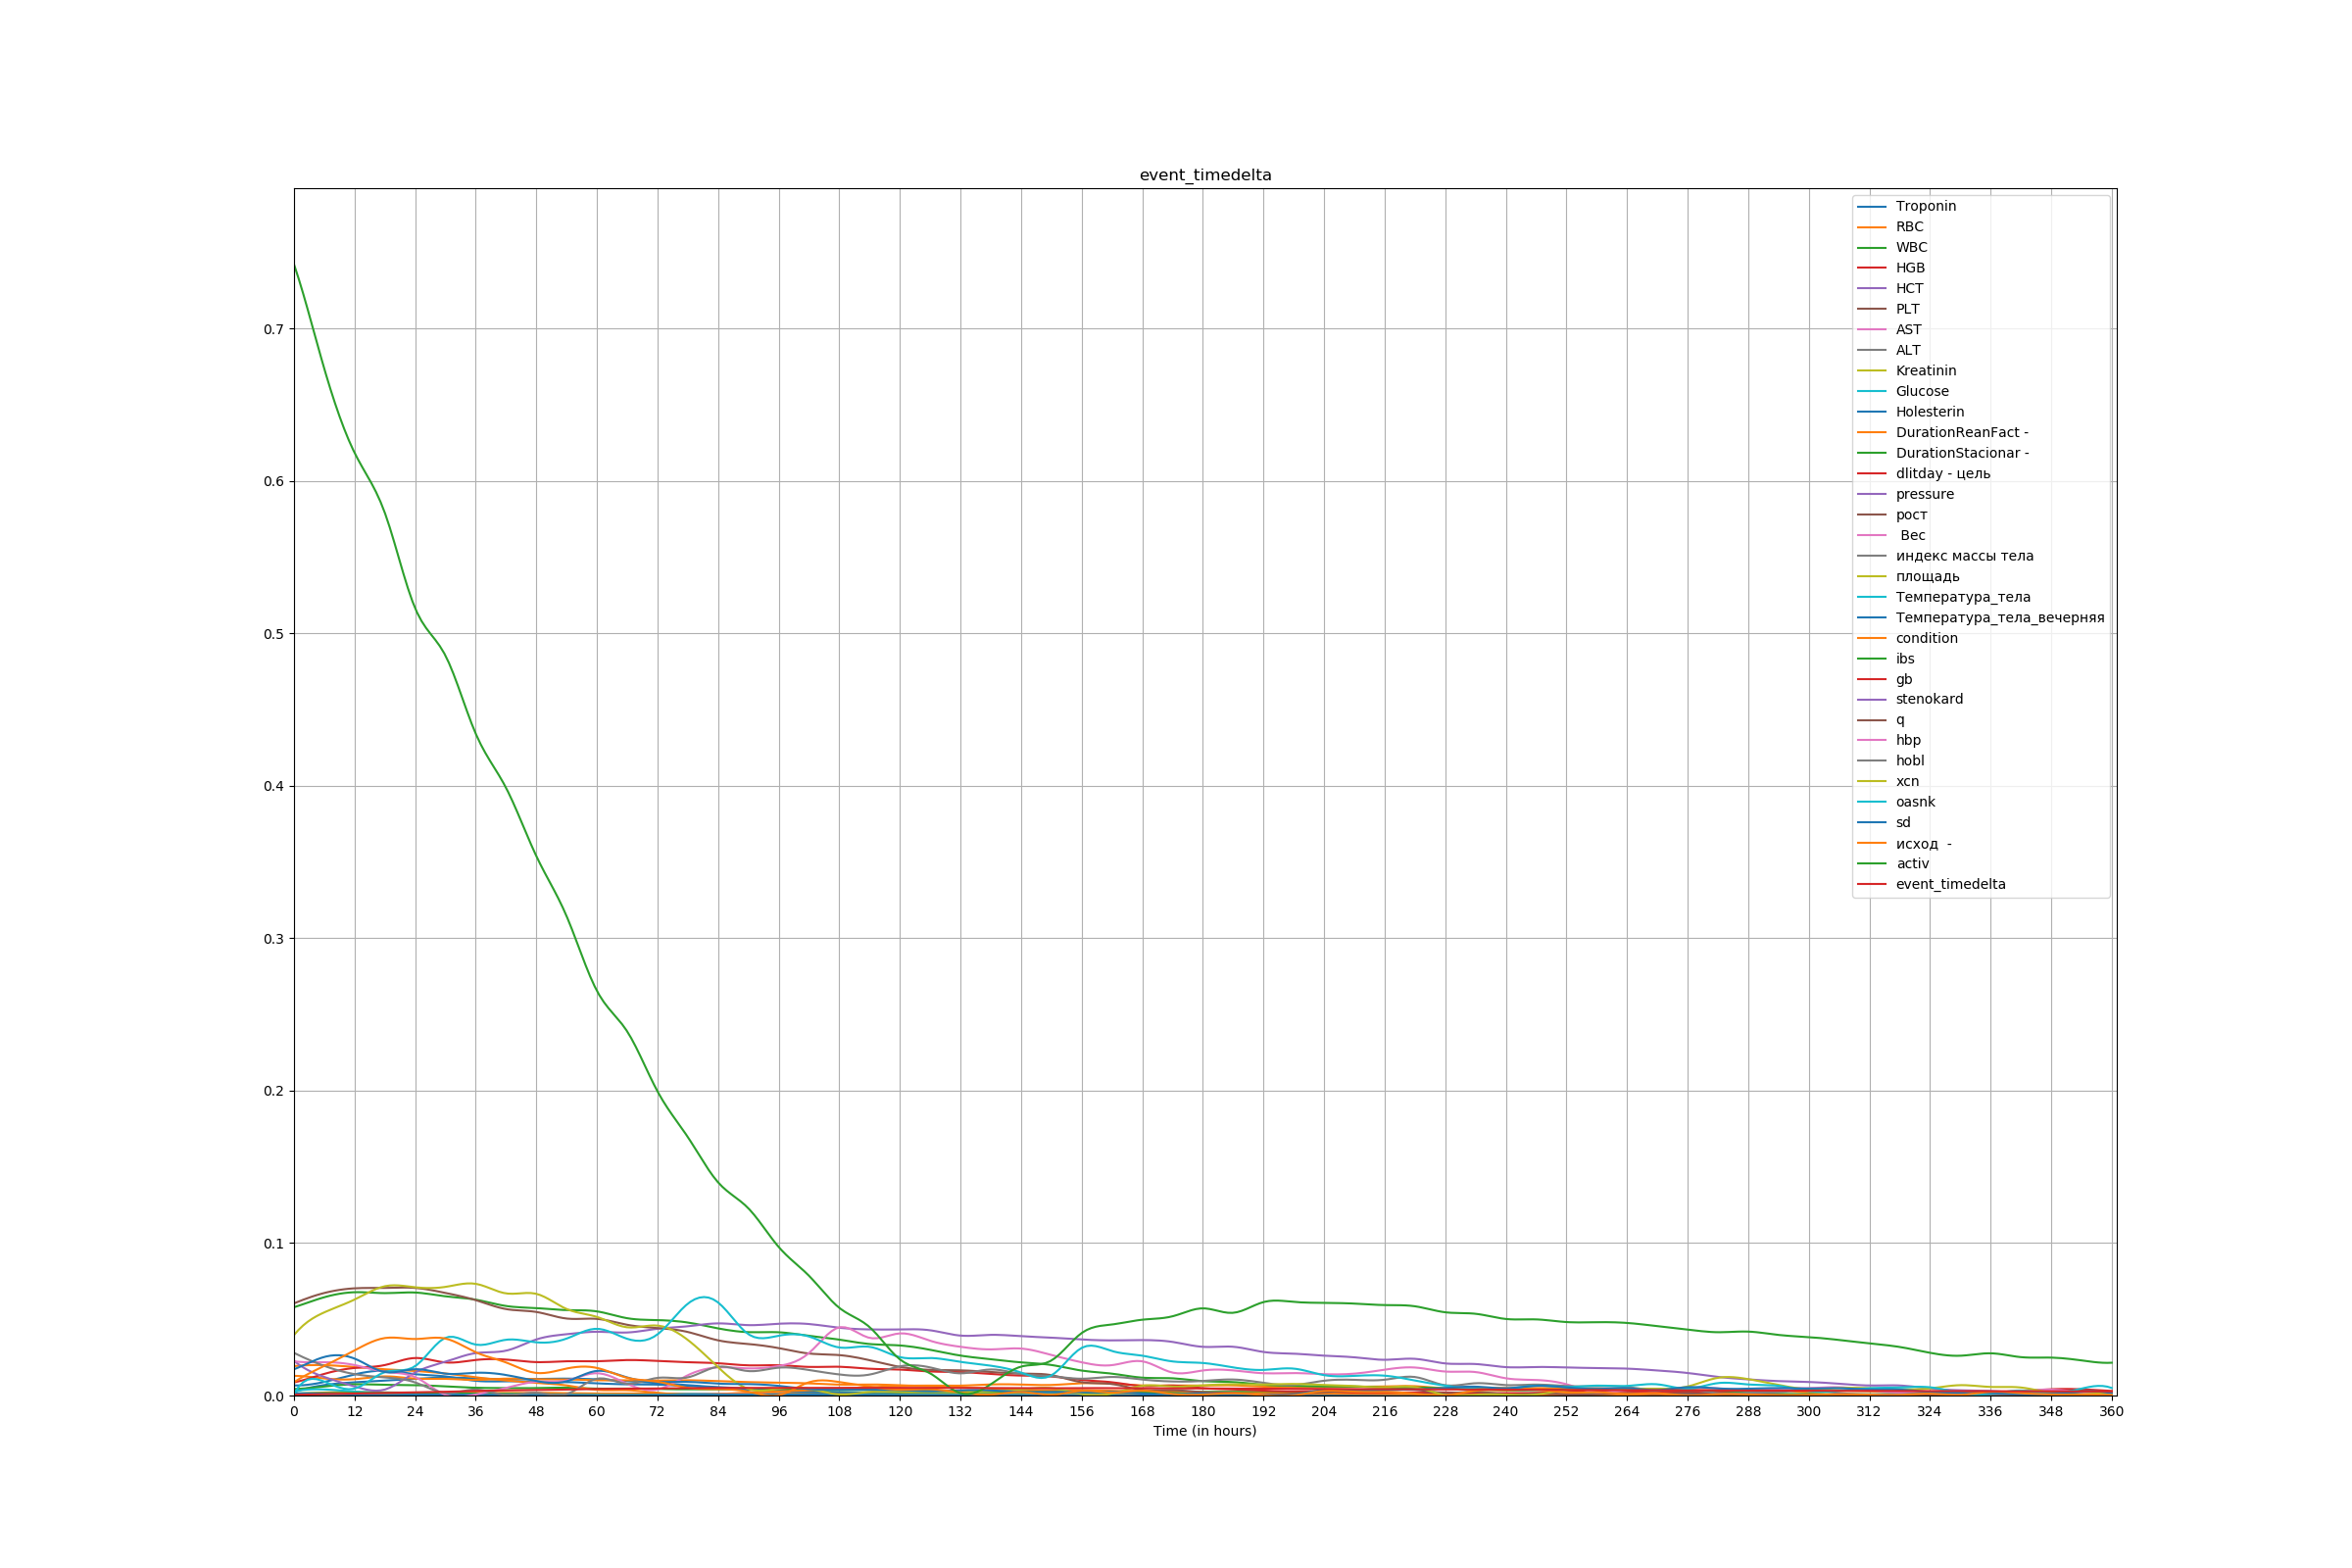 event_timedelta
0.7
0.6
0.5
0.4
0.3
0.2
0.1
0.0
Troponin
RBC
WBC
HGB
HCT
PLT
AST
ALT
Kreatinin
Glucose
Holesterin
DurationReanFact -
DurationStacionar -
dlitday - цель
pressure
рост
Вес
индекс массы тела
площадь
Температура_тела
Температура_тела_вечерняя
condition
ibs
gb
stenokard
q
hbp
hobl
xcn
oasnk
sd
исход  -
activ
event_timedelta
0 12 24 36 48 60 72 84 96 108 120 132 144 156 168 180 192 204 216 228 240 252 264 276 288 300 312 324 336 348 360
Time (in hours)